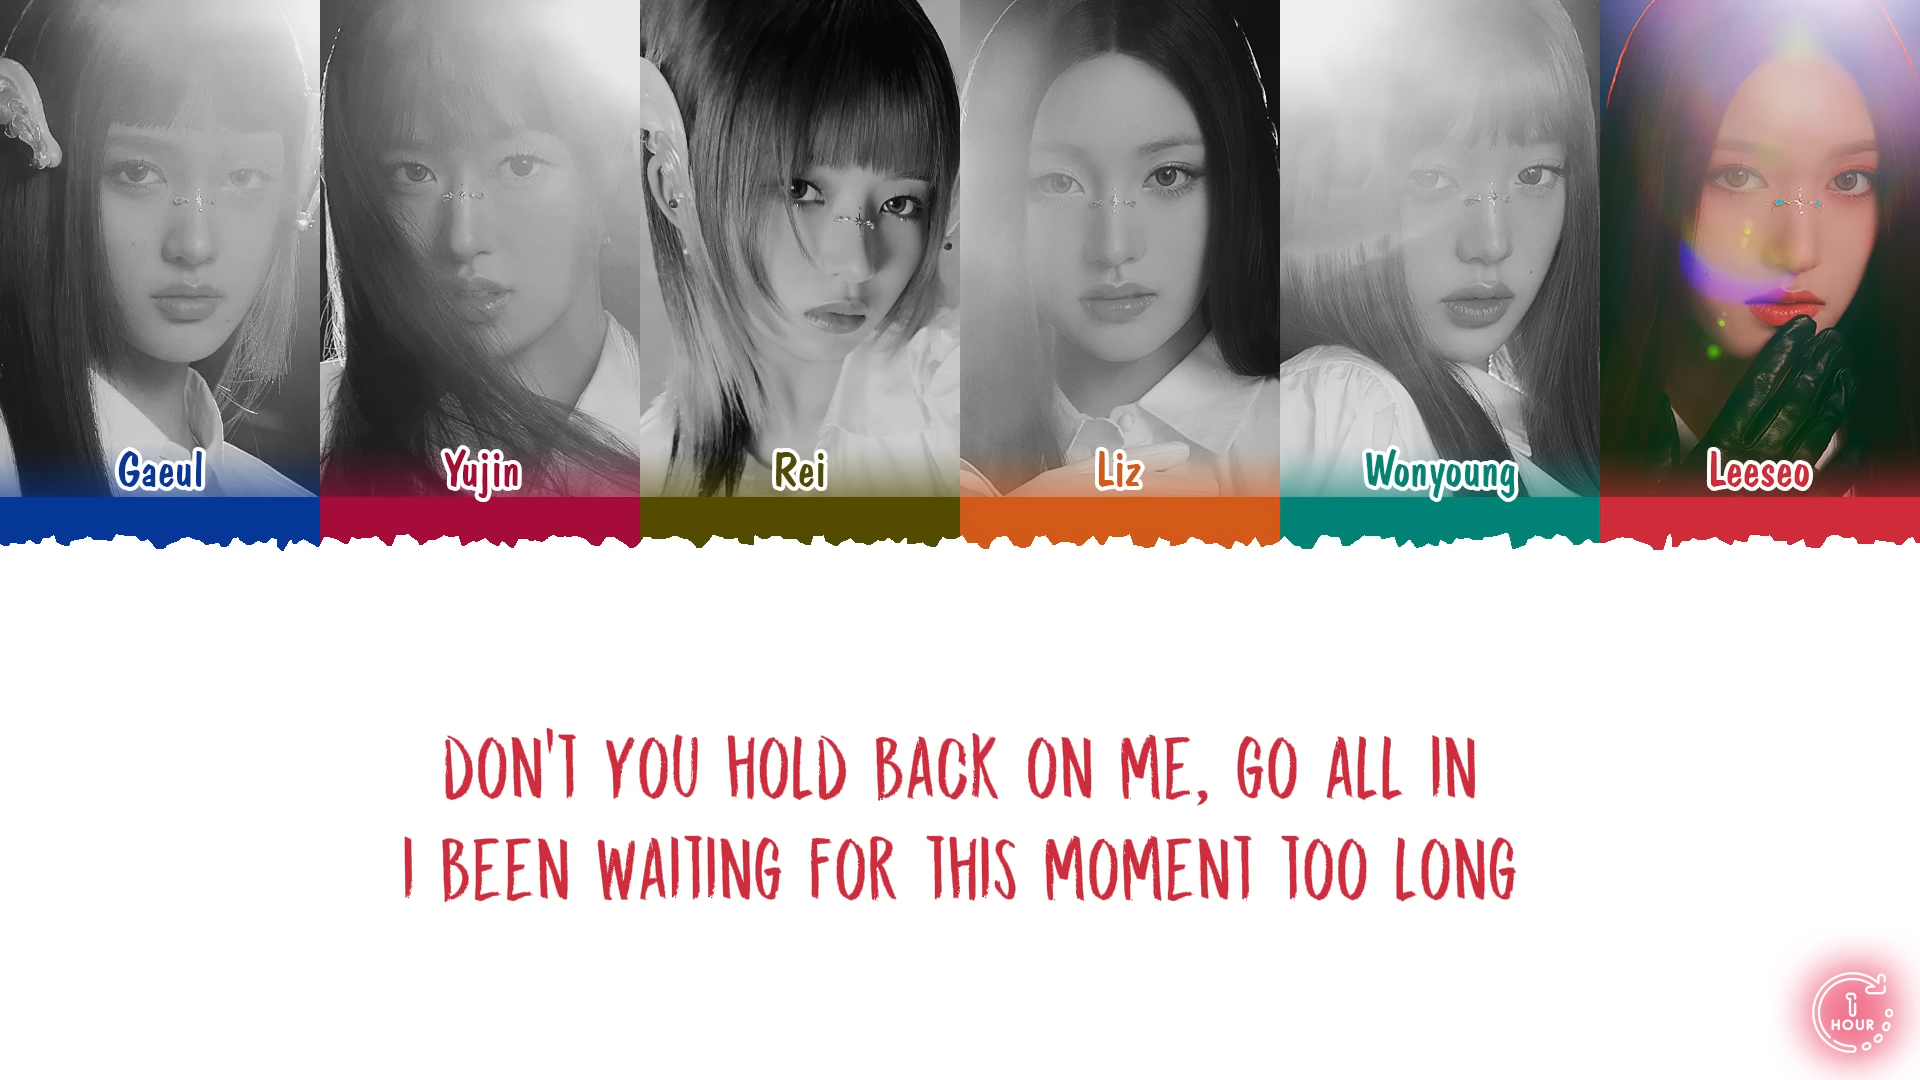 Gaeul
Yujin
Rei
Liz
Wonyoung
Leeseo
DON'T YOU HOLD BACK ON ME, GO ALL IN
I BEEN WAITING FOR THIS MOMENT TOO LONG
1
HOUR